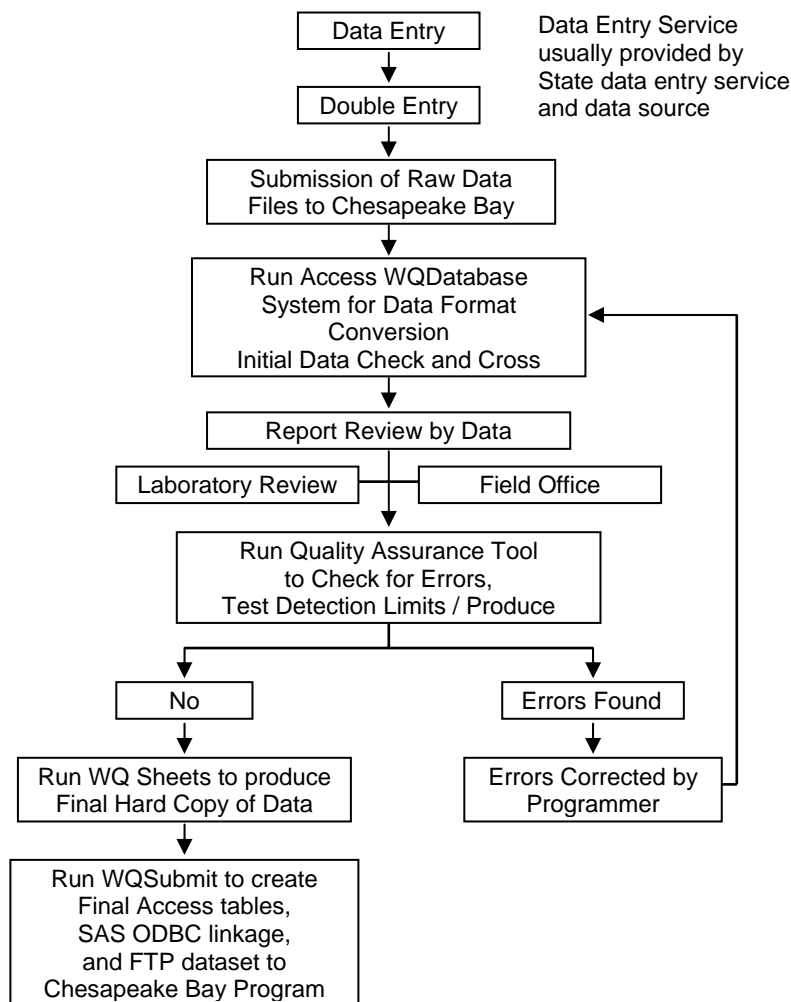 Data Entry
Data Entry Service
usually provided by
State data entry service
and data source
Double Entry
Submission of Raw Data
Files to Chesapeake Bay
Run Access WQDatabase
System for Data Format
Conversion
Initial Data Check and Cross
Report Review by Data
Laboratory Review
Field Office
Run Quality Assurance Tool
to Check for Errors,
Test Detection Limits / Produce
No
Errors Found
Run WQ Sheets to produce
Final Hard Copy of Data
Errors Corrected by
Programmer
Run WQSubmit to create
Final Access tables,
SAS ODBC linkage,
and FTP dataset to
Chesapeake Bay Program